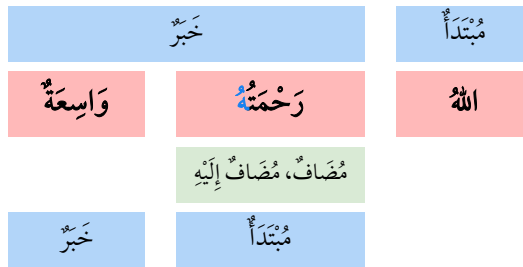 مُبْتَدَأٌ خَبَرٌ
اللهُ رَحْمَتُهُ وَاسِعَةٌ
مُضَافٌ، مُضَافٌ إِلَيْهِ
مُبْتَدَأٌ خَبَرٌ